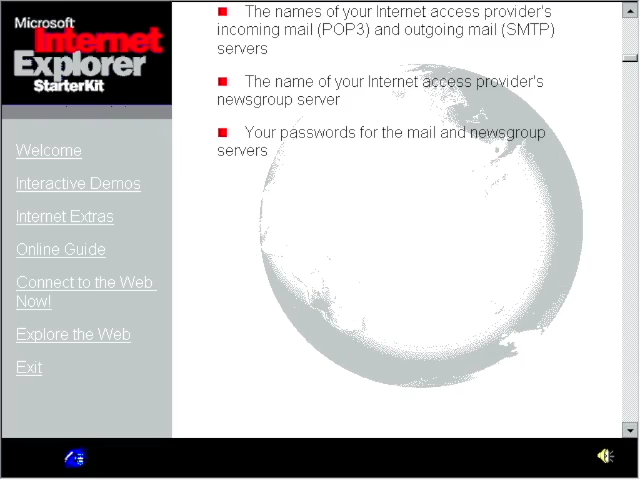 Microsoft
Internet
Explorer
StarterKit
Welcome
Interactive Demos
Internet Extras
Online Guide
Connect to the Web
Now!
Explore the Web
Exit
The names of your Internet access provider's
incoming mail (POP3) and outgoing mail (SMTP)
servers
The name of your Internet access provider's
newsgroup server
Your passwords for the mail and newsgroup
servers